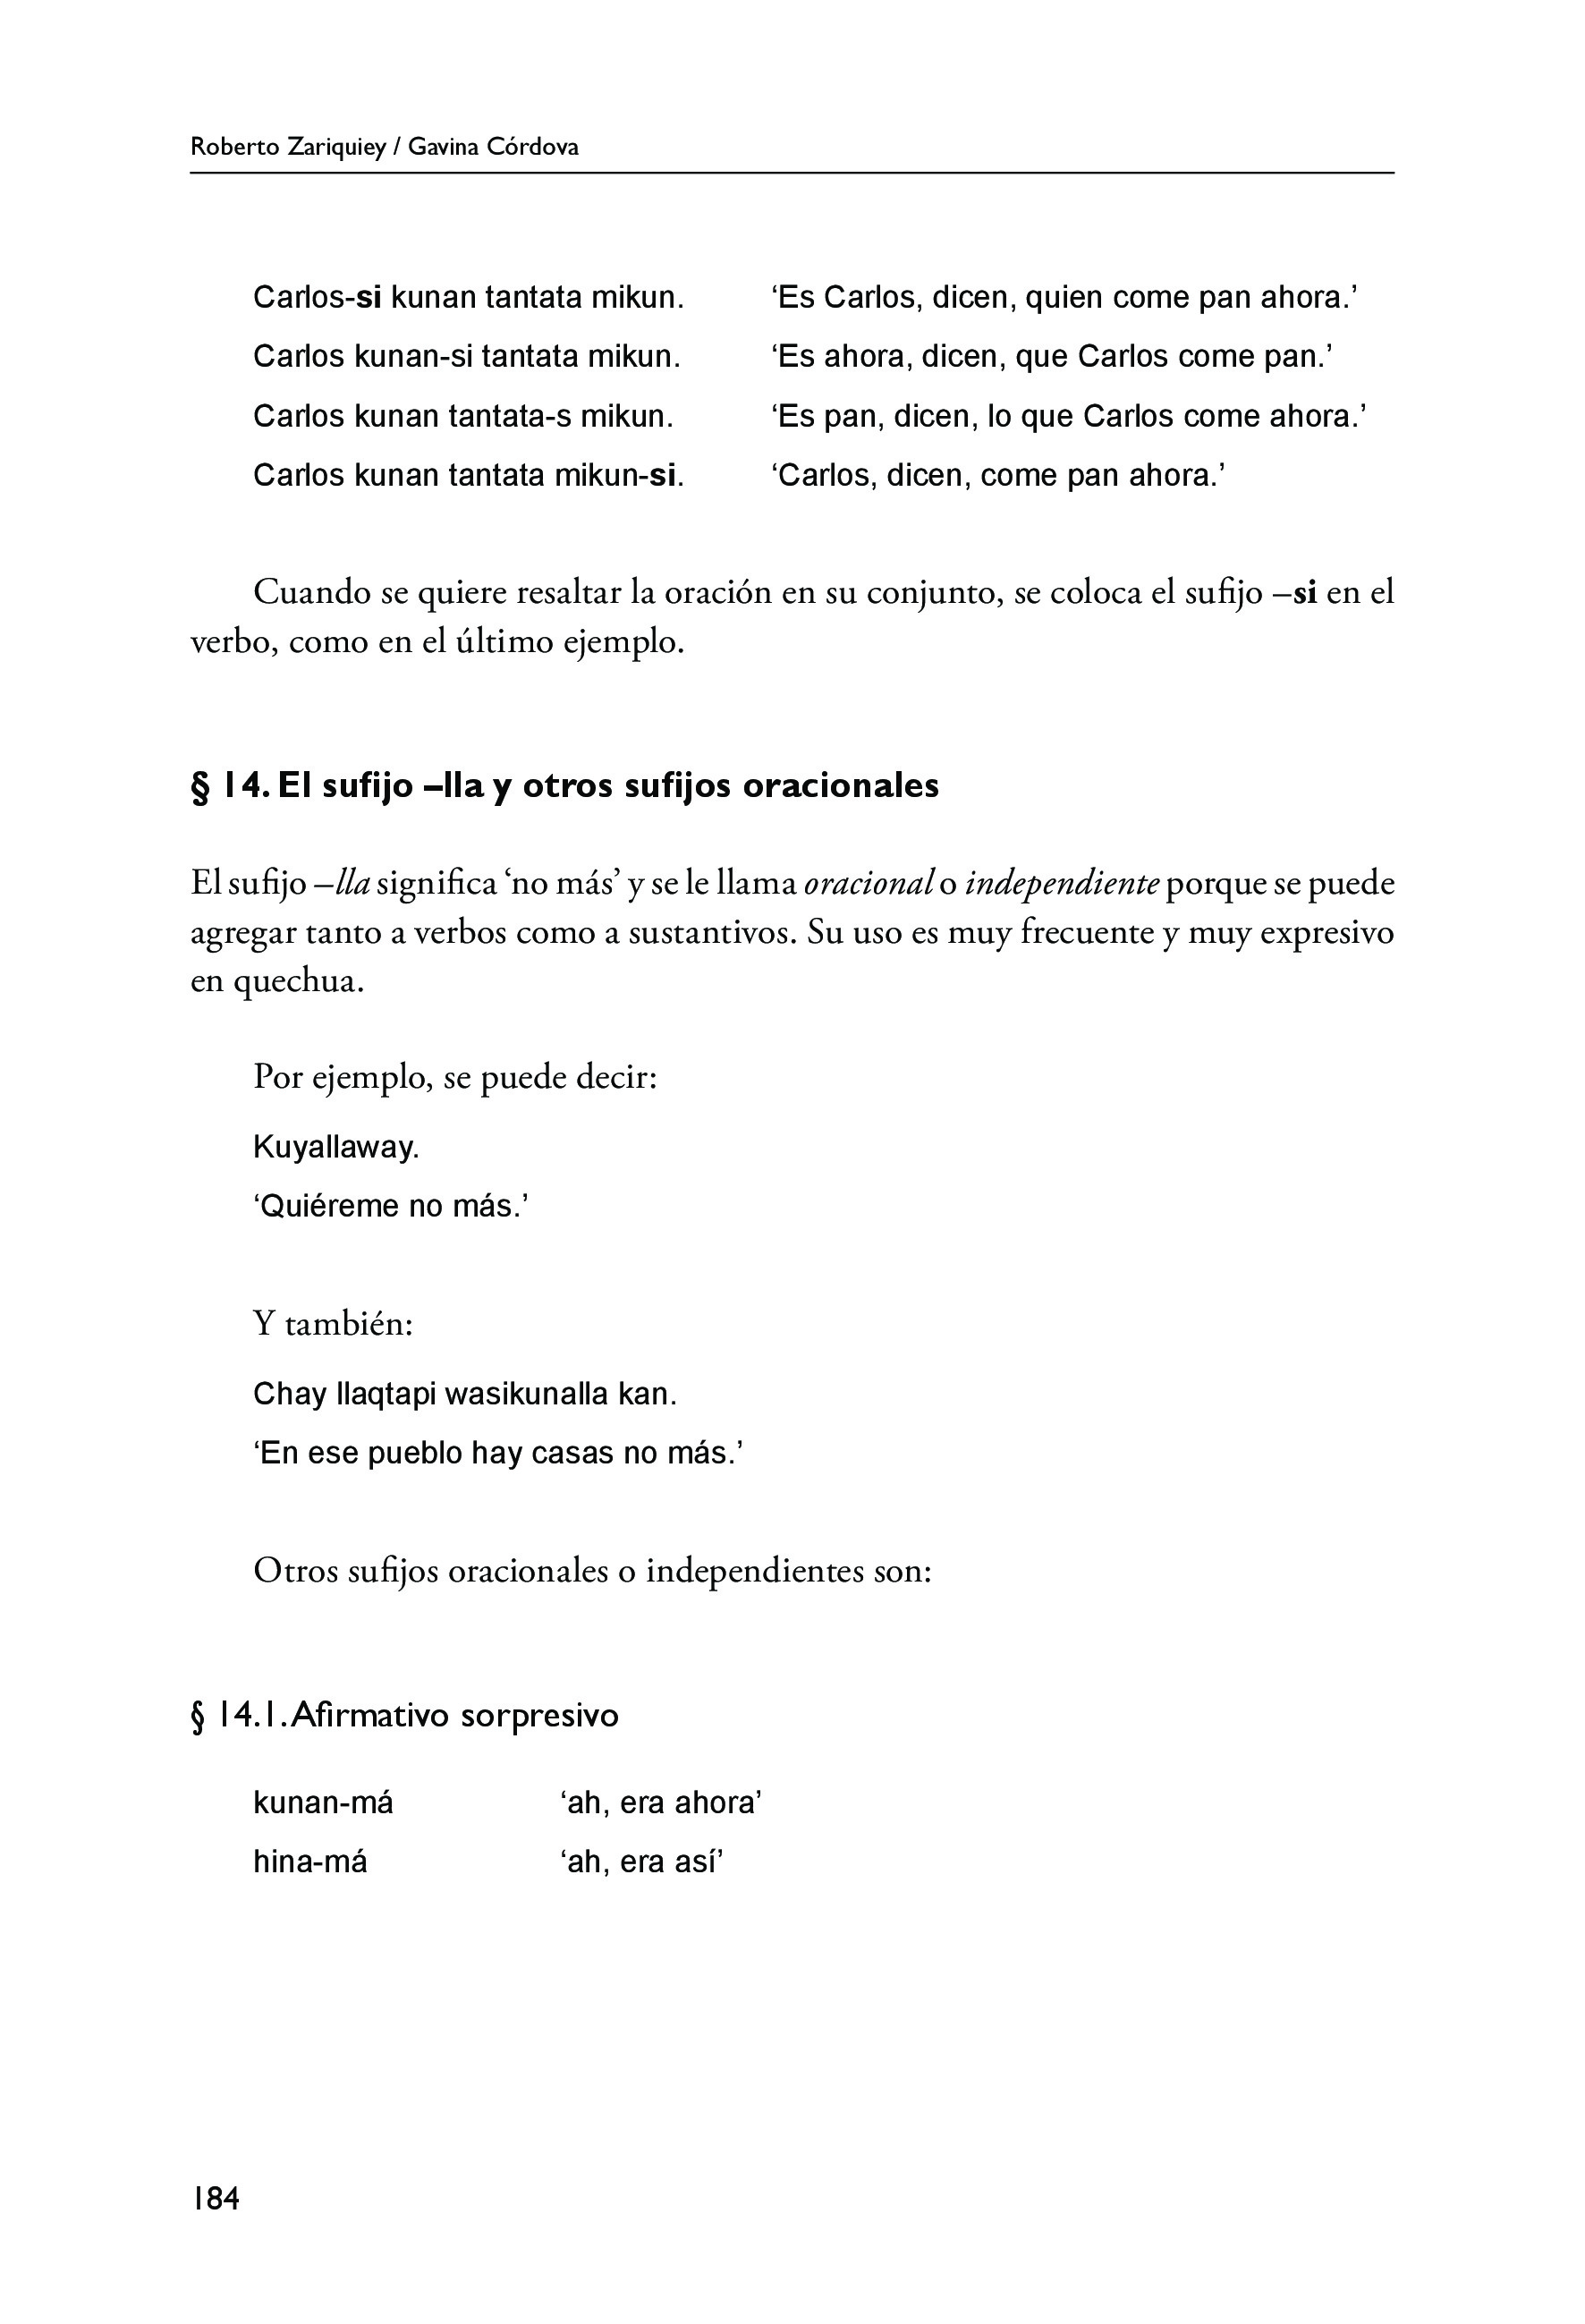 Roberto Zariquiey / Gavina Córdova
Carlos-si kunan tantata mikun. ‘Es Carlos, dicen, quien come pan ahora.’
Carlos kunan-si tantata mikun. ‘Es ahora, dicen, que Carlos come pan.’
Carlos kunan tantata-s mikun. ‘Es pan, dicen, lo que Carlos come ahora.’
Carlos kunan tantata mikun-si. ‘Carlos, dicen, come pan ahora.’
Cuando se quiere resaltar la oración en su conjunto, se coloca el sufijo –si en el
verbo, como en el último ejemplo.
§ 14. El sufijo –lla y otros sufijos oracionales
El sufijo –lla significa ‘no más’ y se le llama oracional o independiente porque se puede
agregar tanto a verbos como a sustantivos. Su uso es muy frecuente y muy expresivo
en quechua.
Por ejemplo, se puede decir:
Kuyallaway.
‘Quiéreme no más.’
Y también:
Chay llaqtapi wasikunalla kan.
‘En ese pueblo hay casas no más.’
Otros sufijos oracionales o independientes son:
§ 14.1. Afirmativo sorpresivo
kunan-má ‘ah, era ahora’
hina-má ‘ah, era así’
184